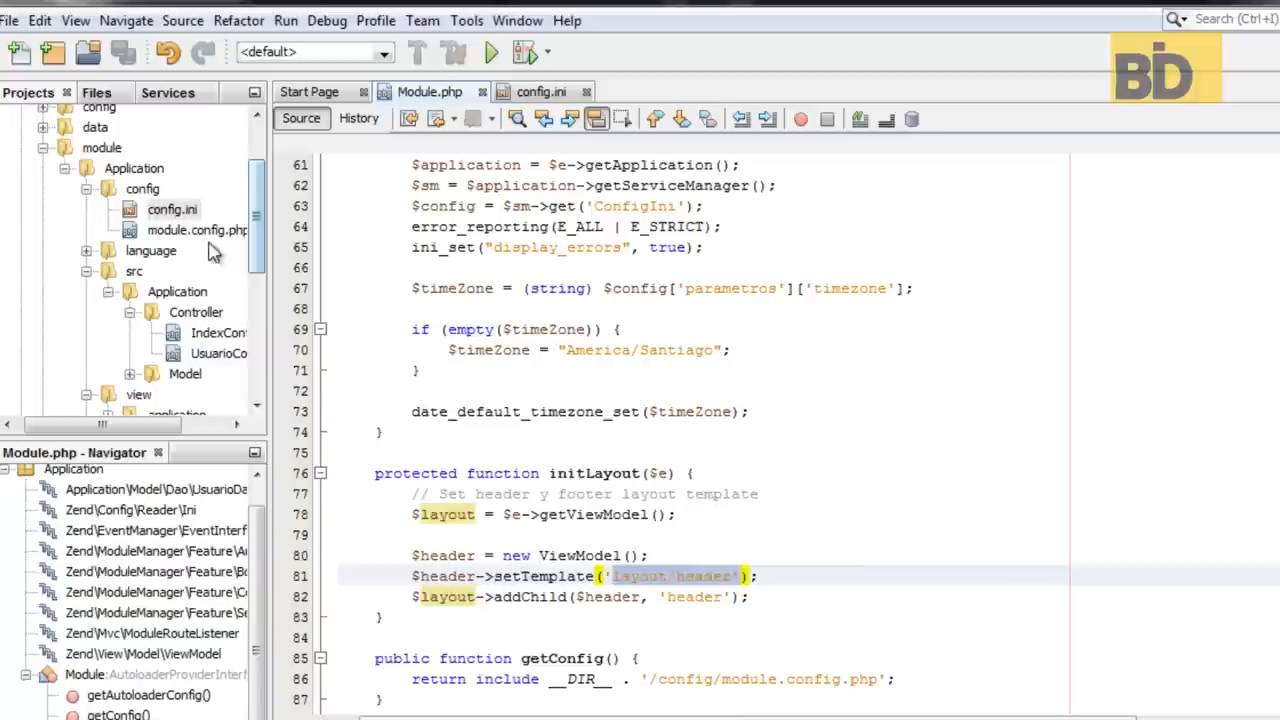 File Edit View Navigate Source Refactor Run Debug Profile Team Tools Window Help
Search (Ctrl+I)
<default>
BID
Projects Files Services
Start Page Module.php config.ini
Source History
config
data
module
Application
config
config.ini
module.config.php
language
src
Application
Controller
IndexCon
UsuarioCo
Model
view
application
61 $application = $e->getApplication();
62 $sm = $application->getServiceManager();
63 $config = $sm->get('ConfigIni');
64 error_reporting(E_ALL | E_STRICT);
65 ini_set("display_errors", true);
66
67 $timeZone = (string) $config['parametros']['timezone'];
68
69 if (empty($timeZone)) {
70 $timeZone = "America/Santiago";
71 }
72
73 date_default_timezone_set($timeZone);
74 }
75
76 protected function initLayout($e) {
77 // Set header y footer layout template
78 $layout = $e->getViewModel();
79
80 $header = new ViewModel();
81 $header->setTemplate('layout/header');
82 $layout->addChild($header, 'header');
83 }
84
85 public function getConfig() {
86 return include __DIR__ . '/config/module.config.php';
87 }
Module.php - Navigator
Application
Application\Model\Dao\UsuarioDa
Zend\Config\Reader\Ini
Zend\EventManager\EventInterf
Zend\ModuleManager\Feature\Au
Zend\ModuleManager\Feature\Bo
Zend\ModuleManager\Feature\Co
Zend\ModuleManager\Feature\Se
Zend\Mvc\ModuleRouteListener
Zend\View\Model\ViewModel
Module:AutoloaderProviderInterf
getAutoloaderConfig()
getConfig()